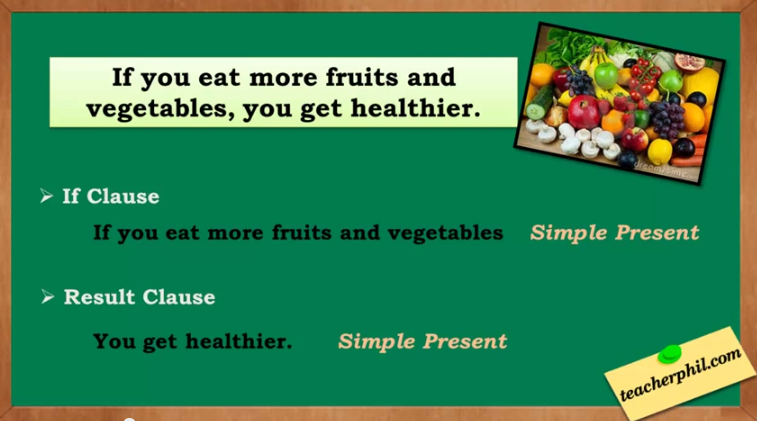 If you eat more fruits and
vegetables, you get healthier.
If Clause
If you eat more fruits and vegetables Simple Present
Result Clause
You get healthier. Simple Present
teacherphil.com